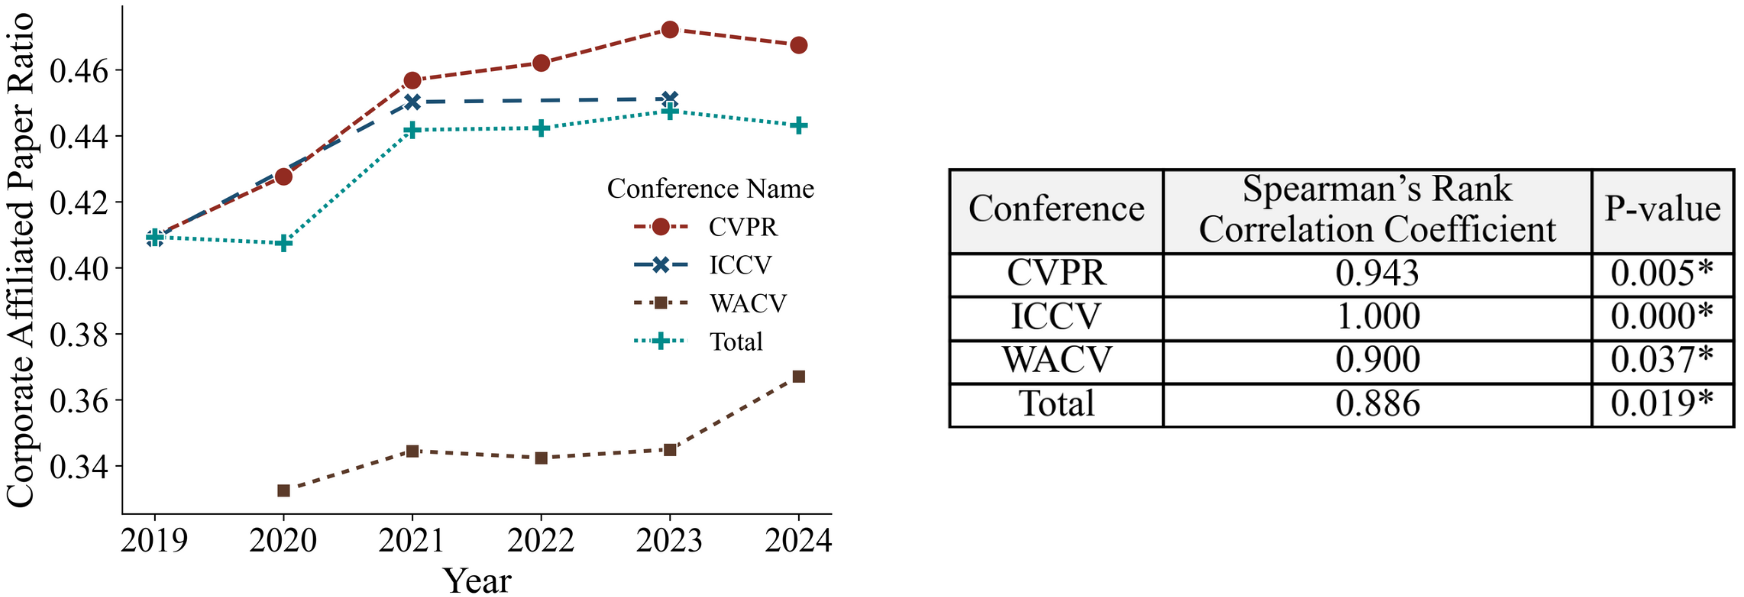 Corporate Affiliated Paper Ratio
0.46
0.44
0.42
0.40
0.38
0.36
0.34
Conference Name
CVPR
ICCV
WACV
Total
2019 2020 2021 2022 2023 2024
Year
Conference Spearman’s Rank Correlation Coefficient P-value
CVPR 0.943 0.005*
ICCV 1.000 0.000*
WACV 0.900 0.037*
Total 0.886 0.019*